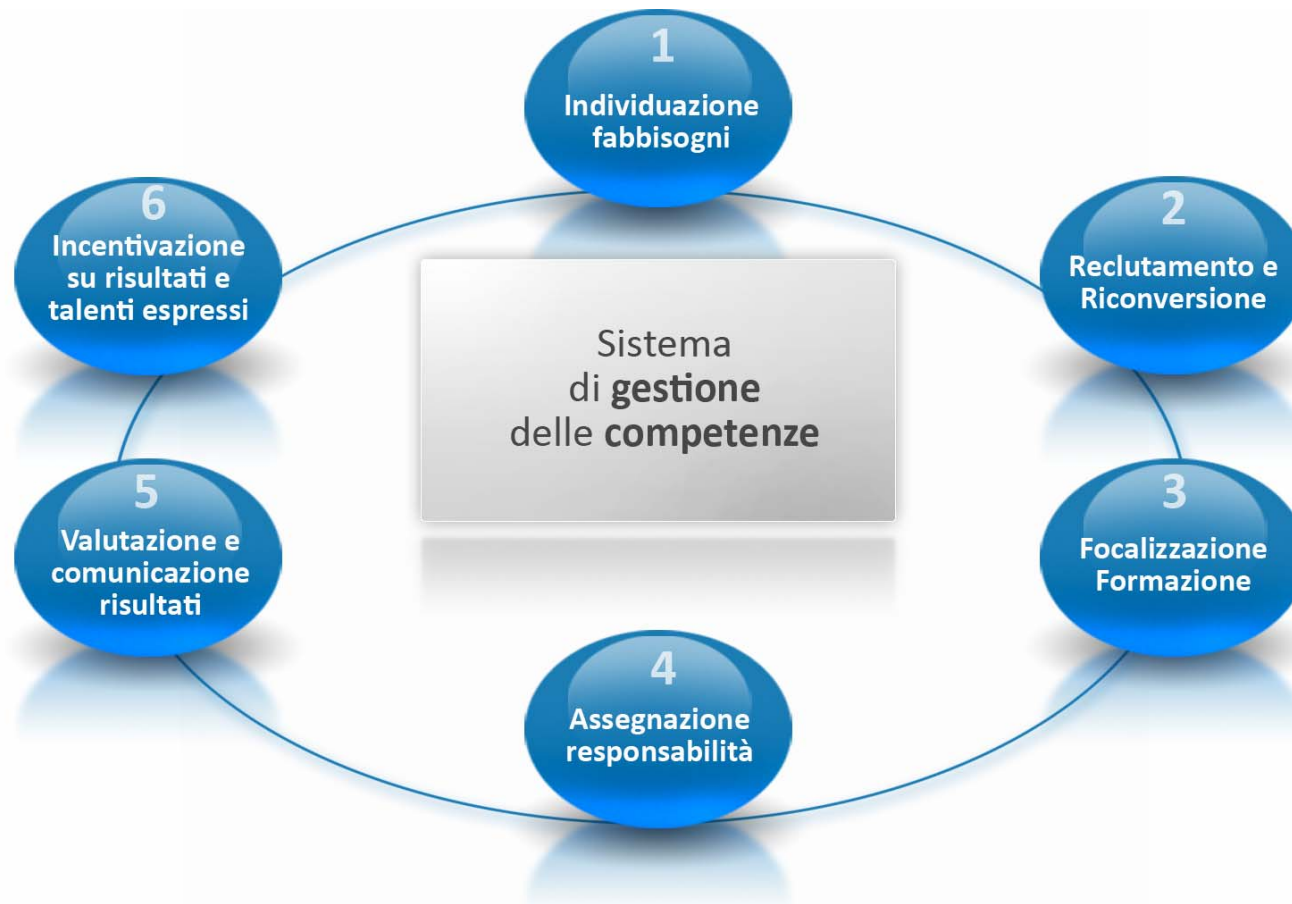 1
Individuazione
fabbisogni
2
Reclutamento e
Riconversione
3
Focalizzazione
Formazione
4
Assegnazione
responsabilità
5
Valutazione e
comunicazione
risultati
6
Incentivazione
su risultati e
talenti espressi
Sistema
di gestione
delle competenze